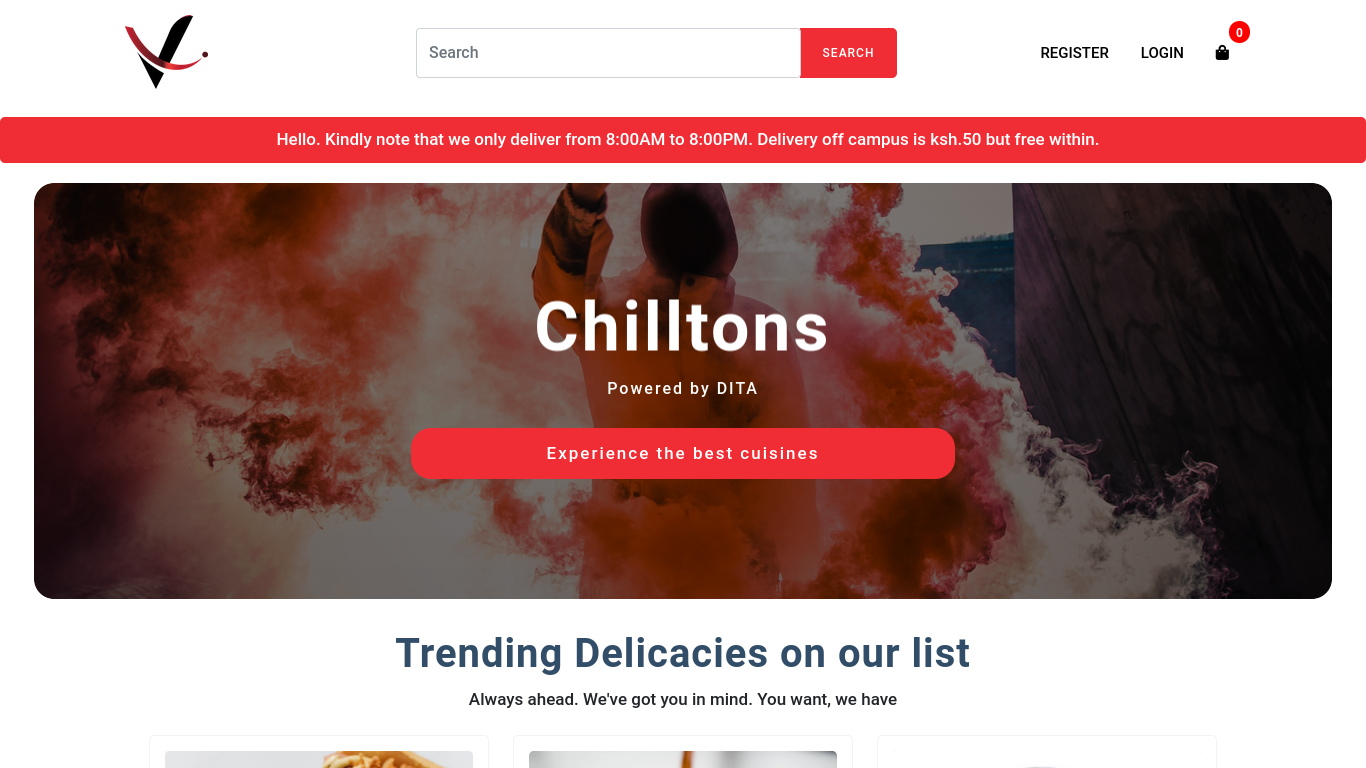 Search
SEARCH
REGISTER
LOGIN
0
Hello. Kindly note that we only deliver from 8:00AM to 8:00PM. Delivery off campus is ksh.50 but free within.
Chilltons
Powered by DITA
Experience the best cuisines
Trending Delicacies on our list
Always ahead. We've got you in mind. You want, we have